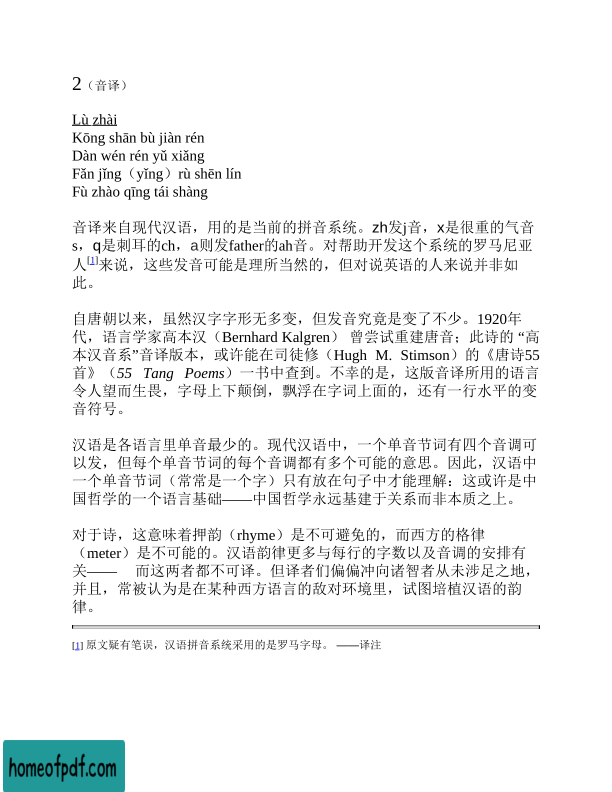 2（音译）
Lù zhài
Kōng shān bù jiàn rén
Dàn wén rén yǔ xiǎng
Fǎn jǐng（yǐng）rù shēn lín
Fù zhào qīng tái shàng
音译来自现代汉语，用的是当前的拼音系统。zh发j音，x是很重的气音
s，q是刺耳的ch，a则发father的ah音。对帮助开发这个系统的罗马尼亚
人[1]来说，这些发音可能是理所当然的，但对说英语的人来说并非如
此。
自唐朝以来，虽然汉字字形无多变，但发音究竟是变了不少。1920年
代，语言学家高本汉（Bernhard Kalgren） 曾尝试重建唐音；此诗的 “高
本汉音系”音译版本，或许能在司徒修（Hugh M. Stimson）的《唐诗55
首》（55 Tang Poems）一书中查到。不幸的是，这版音译所用的语言
令人望而生畏，字母上下颠倒，飘浮在字词上面的，还有一行水平的变
音符号。
汉语是各语言里单音最少的。现代汉语中，一个单音节词有四个音调可
以发，但每个单音节词的每个音调都有多个可能的意思。因此，汉语中
一个单音节词（常常是一个字）只有放在句子中才能理解：这或许是中
国哲学的一个语言基础——中国哲学永远基建于关系而非本质之上。
对于诗，这意味着押韵（rhyme）是不可避免的，而西方的格律
（meter）是不可能的。汉语韵律更多与每行的字数以及音调的安排有
关—— 而这两者都不可译。但译者们偏偏冲向诸智者从未涉足之地，
并且，常被认为是在某种西方语言的敌对环境里，试图培植汉语的韵
律。
[1] 原文疑有笔误，汉语拼音系统采用的是罗马字母。 ——译注
homeofpdf.com